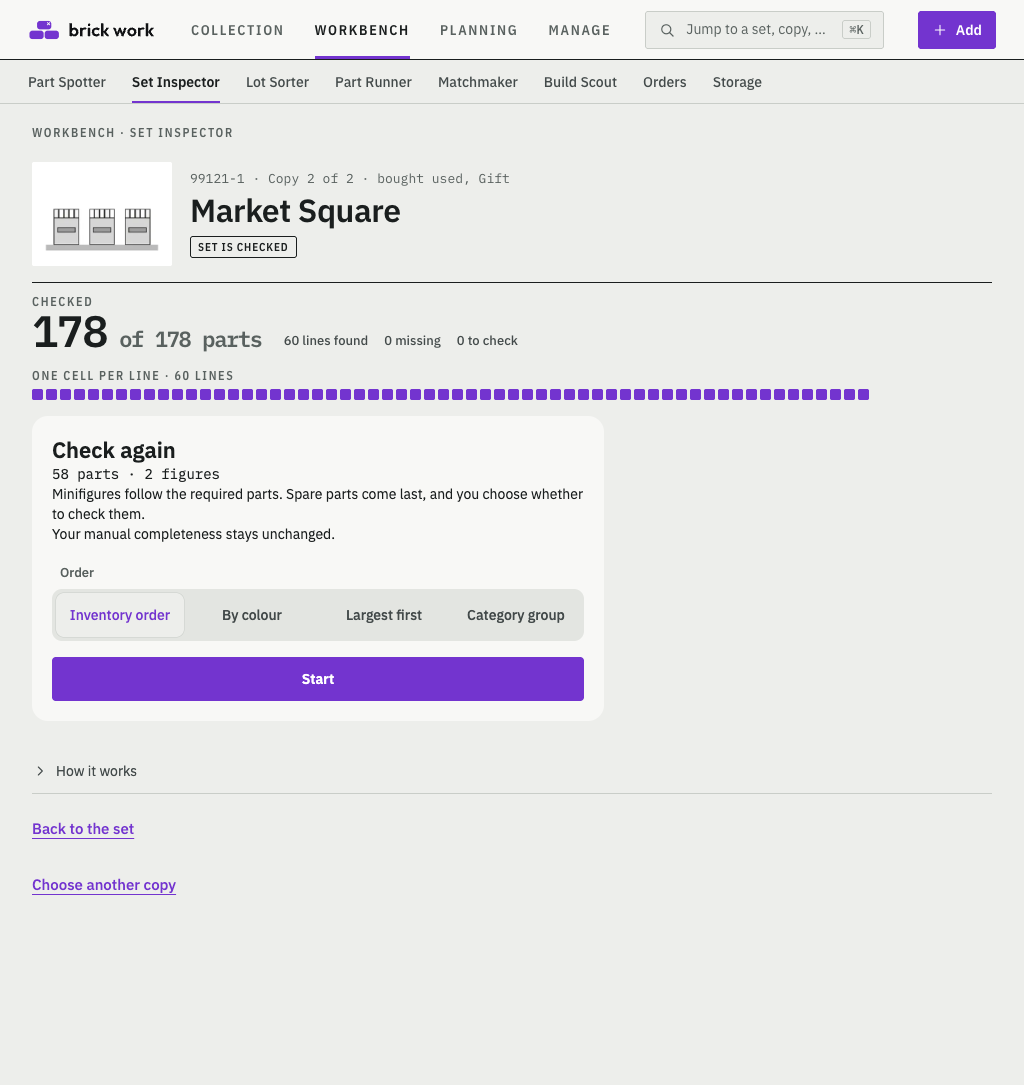 brick work
COLLECTION
WORKBENCH
PLANNING
MANAGE
Jump to a set, copy, ...
⌘K
Add
Part Spotter
Set Inspector
Lot Sorter
Part Runner
Matchmaker
Build Scout
Orders
Storage
WORKBENCH · SET INSPECTOR
99121-1 · Copy 2 of 2 · bought used, Gift
Market Square
SET IS CHECKED
CHECKED
178 of 178 parts
60 lines found 0 missing 0 to check
ONE CELL PER LINE · 60 LINES
Check again
58 parts · 2 figures
Minifigures follow the required parts. Spare parts come last, and you choose whether
to check them.
Your manual completeness stays unchanged.
Order
Inventory order
By colour
Largest first
Category group
Start
How it works
Back to the set
Choose another copy